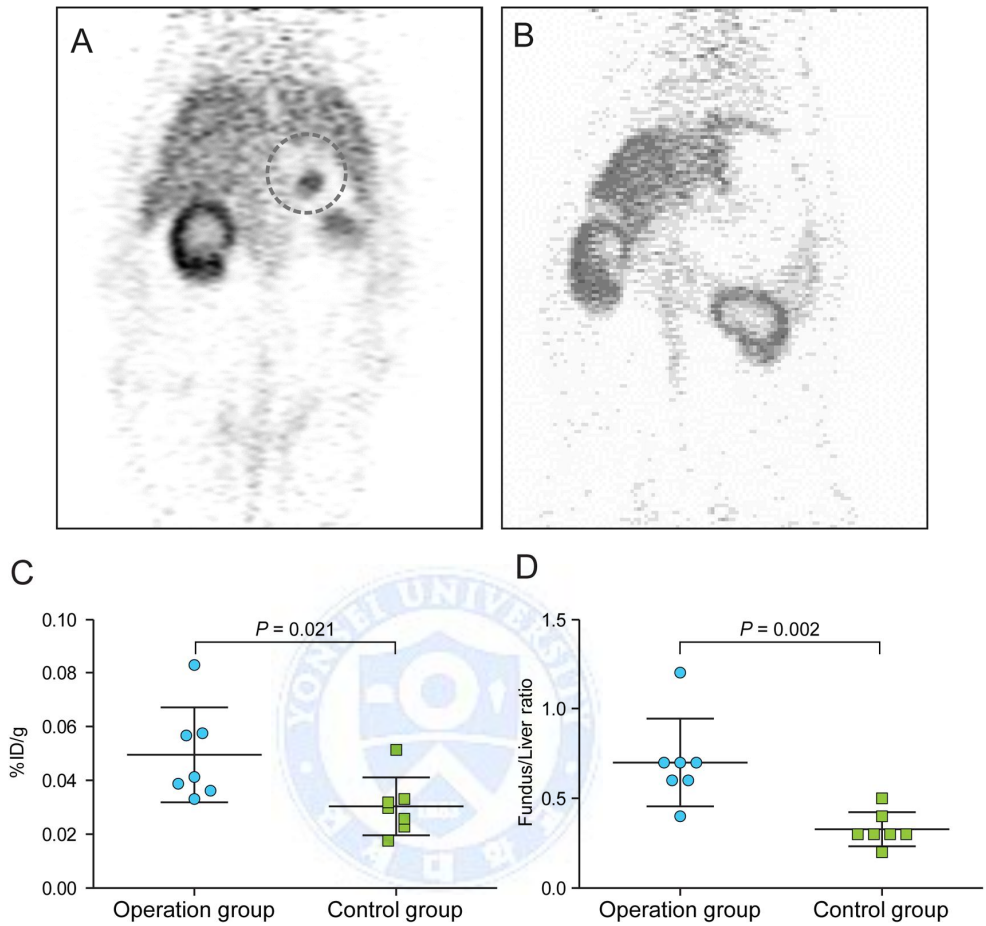 A
B
C
D
P = 0.021
P = 0.002
0.10
0.08
0.06
0.04
0.02
0.00
%ID/g
Operation group
Control group
1.5
1.0
0.5
0.0
Fundus/Liver ratio
Operation group
Control group
YONSEI UNIVERSITY